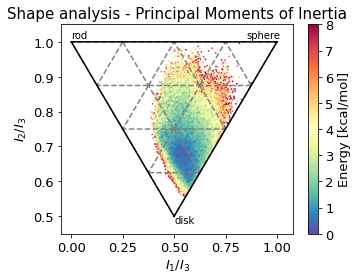 Shape analysis - Principal Moments of Inertia
rod
sphere
disk
1.0
0.9
0.8
0.7
0.6
0.5
I2/I3
0.00
0.25
0.50
0.75
1.00
I1/I3
8
7
6
5
4
3
2
1
0
Energy [kcal/mol]